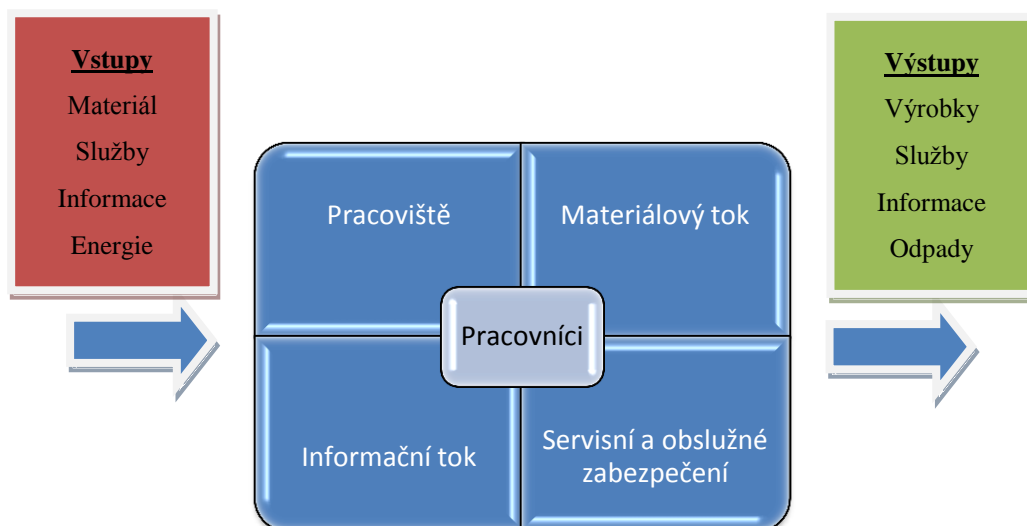 Vstupy
Materiál
Služby
Informace
Energie
Pracoviště
Materiálový tok
Pracovníci
Informační tok
Servisní a obslužné
zabezpečení
Výstupy
Výrobky
Služby
Informace
Odpady